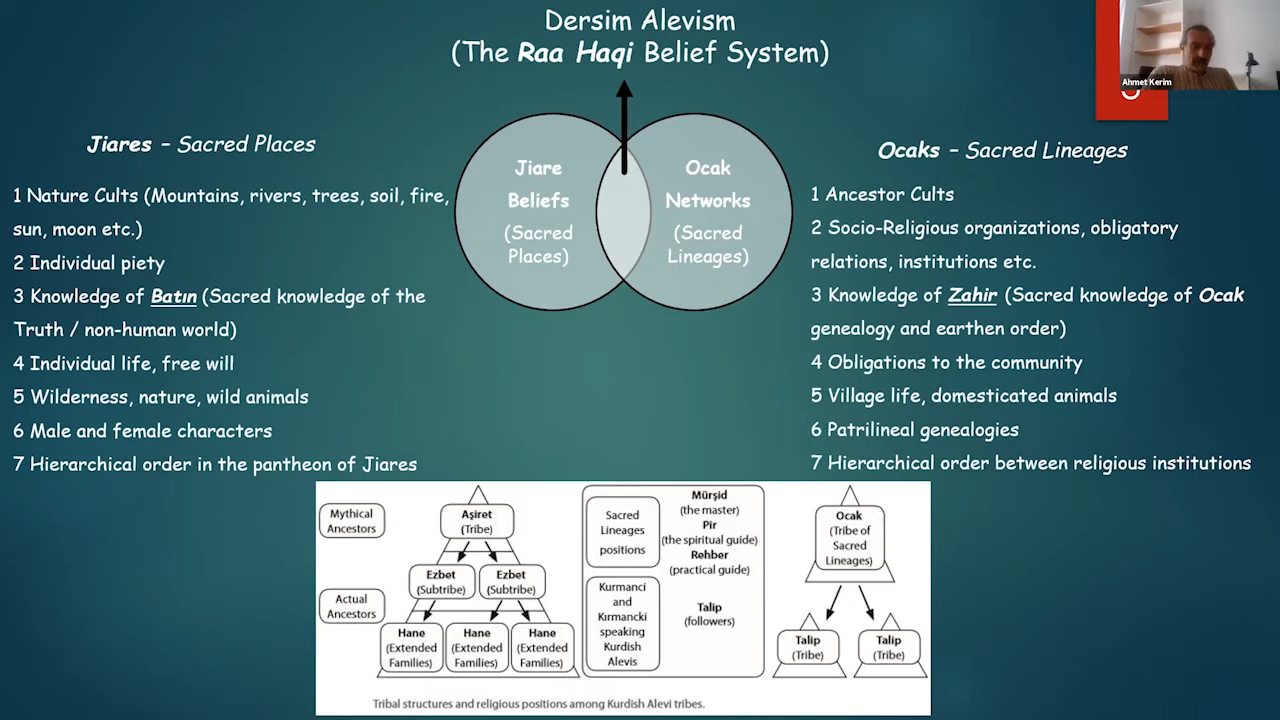 Dersim Alevism
(The Raa Haqi Belief System)
Ahmet Kerim
Jiares – Sacred Places
1 Nature Cults (Mountains, rivers, trees, soil, fire,
sun, moon etc.)
2 Individual piety
3 Knowledge of Batın (Sacred knowledge of the
Truth / non-human world)
4 Individual life, free will
5 Wilderness, nature, wild animals
6 Male and female characters
7 Hierarchical order in the pantheon of Jiares
Jiare
Beliefs
(Sacred
Places)
Ocak
Networks
(Sacred
Lineages)
Ocaks – Sacred Lineages
1 Ancestor Cults
2 Socio-Religious organizations, obligatory
relations, institutions etc.
3 Knowledge of Zahir (Sacred knowledge of Ocak
genealogy and earthen order)
4 Obligations to the community
5 Village life, domesticated animals
6 Patrilineal genealogies
7 Hierarchical order between religious institutions
Mythical
Ancestors
Actual
Ancestors
Aşiret
(Tribe)
Ezbet
(Subtribe)
Ezbet
(Subtribe)
Hane
(Extended
Families)
Hane
(Extended
Families)
Hane
(Extended
Families)
Sacred
Lineages
positions
Mürşid
(the master)
Pir
(the spiritual guide)
Rehber
(practical guide)
Kurmanci
and
Kırmancki
speaking
Kurdish
Alevis
Talip
(followers)
Ocak
(Tribe of
Sacred
Lineages)
Talip
(Tribe)
Talip
(Tribe)
Tribal structures and religious positions among Kurdish Alevi tribes.